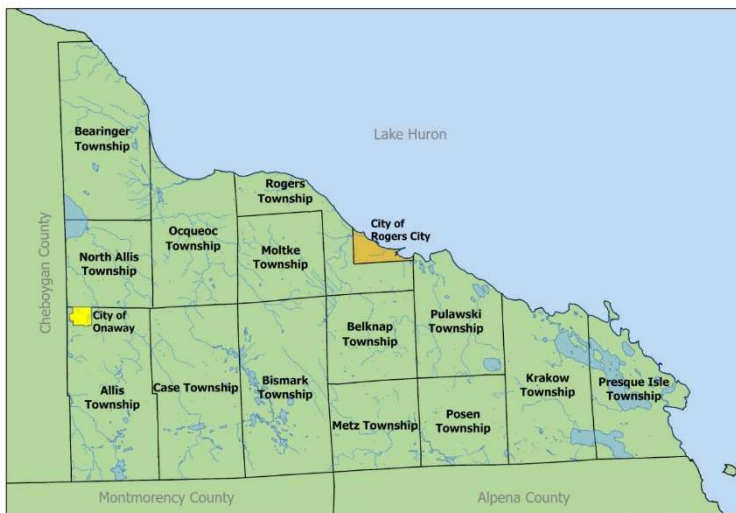 Bearinger
Township
Lake Huron
Rogers
Township
City of
Rogers City
Ocqueoc
Township
North Allis
Township
Moltke
Township
Cheboygan County
City of
Onaway
Belknap
Township
Pulawski
Township
Allis
Township
Case Township
Bismark
Township
Krakow
Township
Presque Isle
Township
Metz Township
Posen
Township
Montmorency County
Alpena County